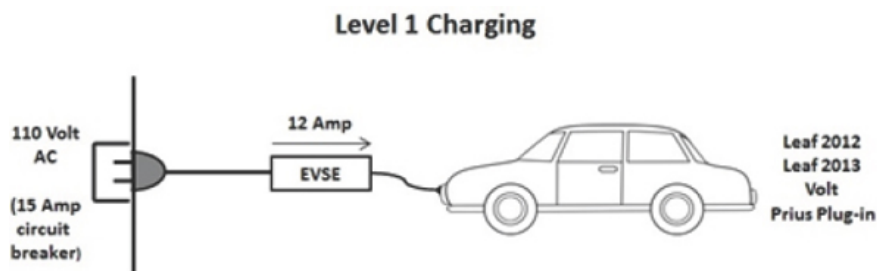 Level 1 Charging
110 Volt
AC
(15 Amp
circuit
breaker)
12 Amp
EVSE
Leaf 2012
Leaf 2013
Volt
Prius Plug-in